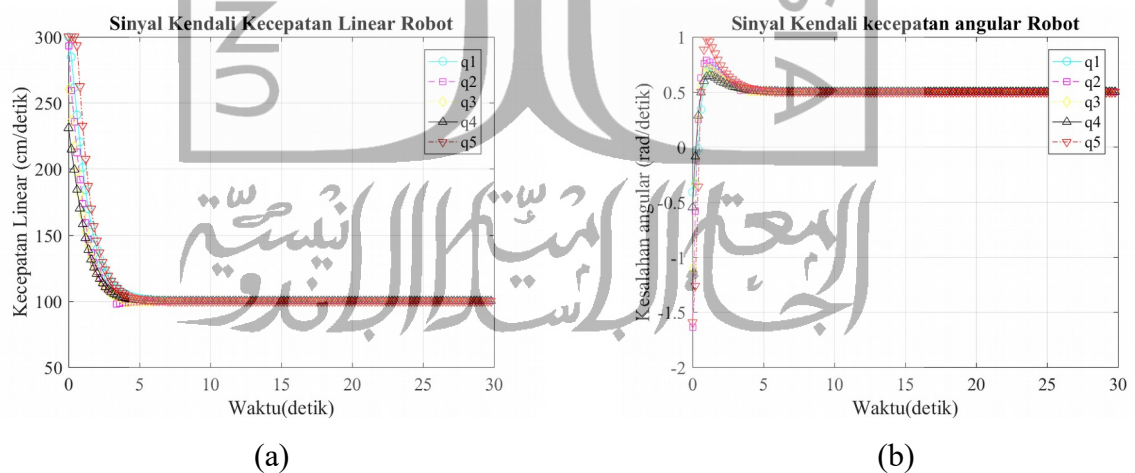 Sinyal Kendali Kecepatan Linear Robot
300
250
200
150
100
50
0
5
10
15
20
25
30
Kecepatan Linear (cm/detik)
Waktu(detik)
q1
q2
q3
q4
q5
(a)
Sinyal Kendali kecepatan angular Robot
1
0.5
0
-0.5
-1
-1.5
-2
0
5
10
15
20
25
30
Kesalahan angular (rad/detik)
Waktu(detik)
q1
q2
q3
q4
q5
(b)